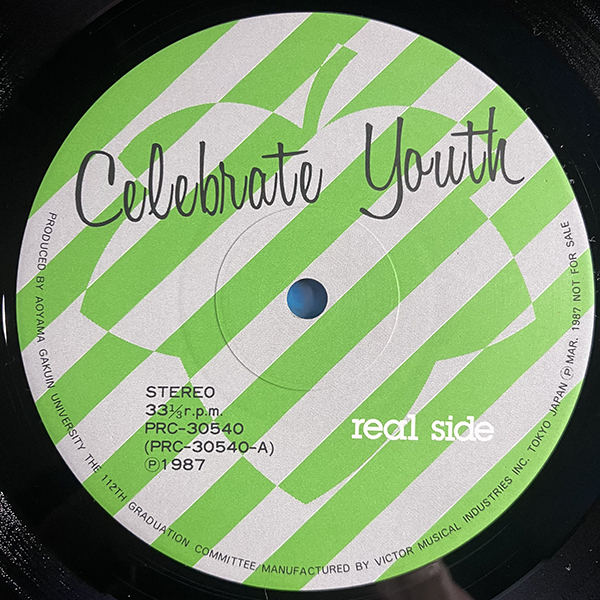 Celebrate Youth
STEREO
33⅓r.p.m.
PRC-30540
(PRC-30540-A)
Ⓟ1987
real side
PRODUCED BY AOYAMA GAKUIN UNIVERSITY THE 112TH GRADUATION COMMITTEE/MANUFACTURED BY VICTOR MUSICAL INDUSTRIES INC. TOKYO JAPAN Ⓟ MAR. 1987 NOT FOR SALE